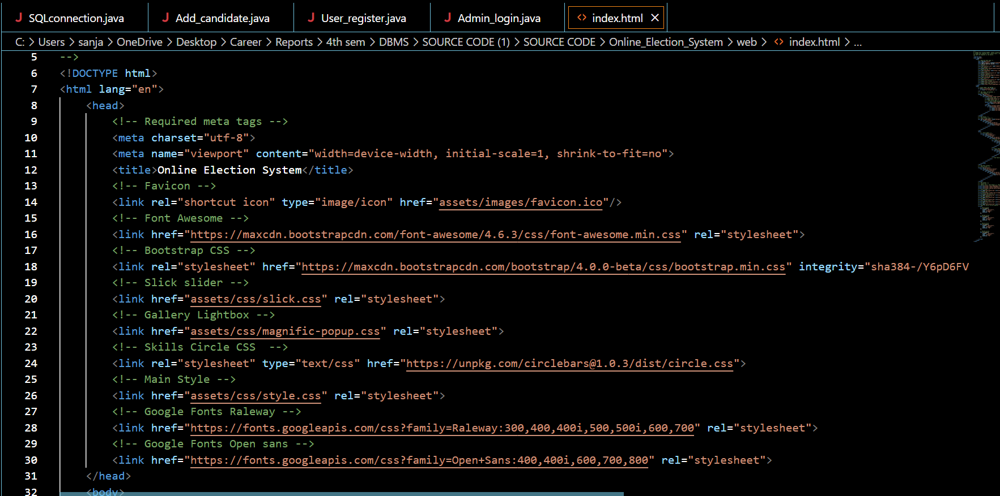 SQLconnection.java Add_candidate.java User_register.java Admin_login.java index.html
C: > Users > sanja > OneDrive > Desktop > Career > Reports > 4th sem > DBMS > SOURCE CODE (1) > SOURCE CODE > Online_Election_System > web > index.html > ...
5 -->
6 <!DOCTYPE html>
7 <html lang="en">
8 <head>
9 <!-- Required meta tags -->
10 <meta charset="utf-8">
11 <meta name="viewport" content="width=device-width, initial-scale=1, shrink-to-fit=no">
12 <title>Online Election System</title>
13 <!-- Favicon -->
14 <link rel="shortcut icon" type="image/icon" href="assets/images/favicon.ico"/>
15 <!-- Font Awesome -->
16 <link href="https://maxcdn.bootstrapcdn.com/font-awesome/4.6.3/css/font-awesome.min.css" rel="stylesheet">
17 <!-- Bootstrap CSS -->
18 <link rel="stylesheet" href="https://maxcdn.bootstrapcdn.com/bootstrap/4.0.0-beta/css/bootstrap.min.css" integrity="sha384-/Y6pD6FV
19 <!-- Slick slider -->
20 <link href="assets/css/slick.css" rel="stylesheet">
21 <!-- Gallery Lightbox -->
22 <link href="assets/css/magnific-popup.css" rel="stylesheet">
23 <!-- Skills Circle CSS  -->
24 <link rel="stylesheet" type="text/css" href="https://unpkg.com/circlebars@1.0.3/dist/circle.css">
25 <!-- Main Style -->
26 <link href="assets/css/style.css" rel="stylesheet">
27 <!-- Google Fonts Raleway -->
28 <link href="https://fonts.googleapis.com/css?family=Raleway:300,400,400i,500,500i,600,700" rel="stylesheet">
29 <!-- Google Fonts Open sans -->
30 <link href="https://fonts.googleapis.com/css?family=Open+Sans:400,400i,600,700,800" rel="stylesheet">
31 </head>
32 <body>